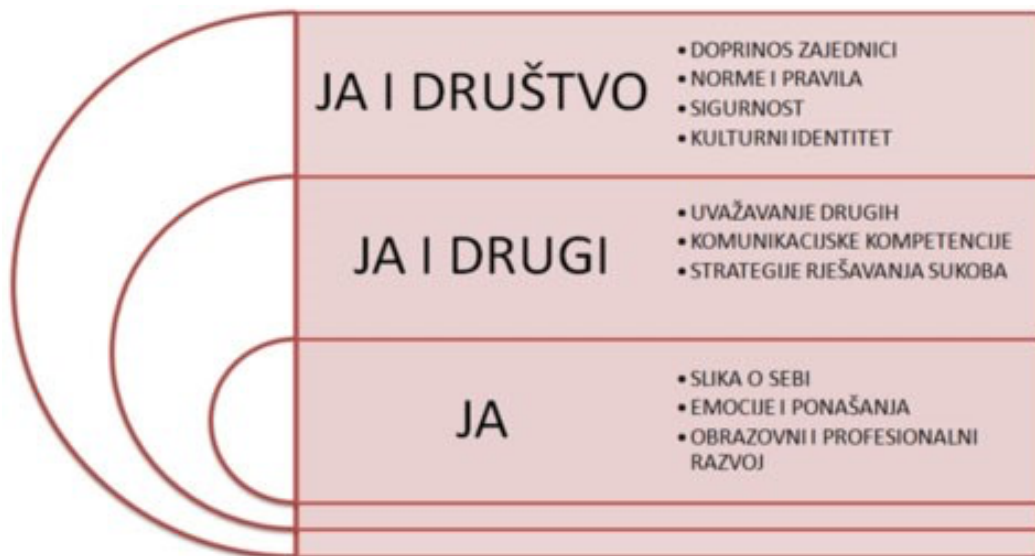 JA I DRUŠTVO
• DOPRINOS ZAJEDNICI
• NORME I PRAVILA
• SIGURNOST
• KULTURNI IDENTITET
JA I DRUGI
• UVAŽAVANJE DRUGIH
• KOMUNIKACIJSKE KOMPETENCIJE
• STRATEGIJE RJEŠAVANJA SUKOBA
JA
• SLIKA O SEBI
• EMOCIJE I PONAŠANJA
• OBRAZOVNI I PROFESIONALNI
RAZVOJ